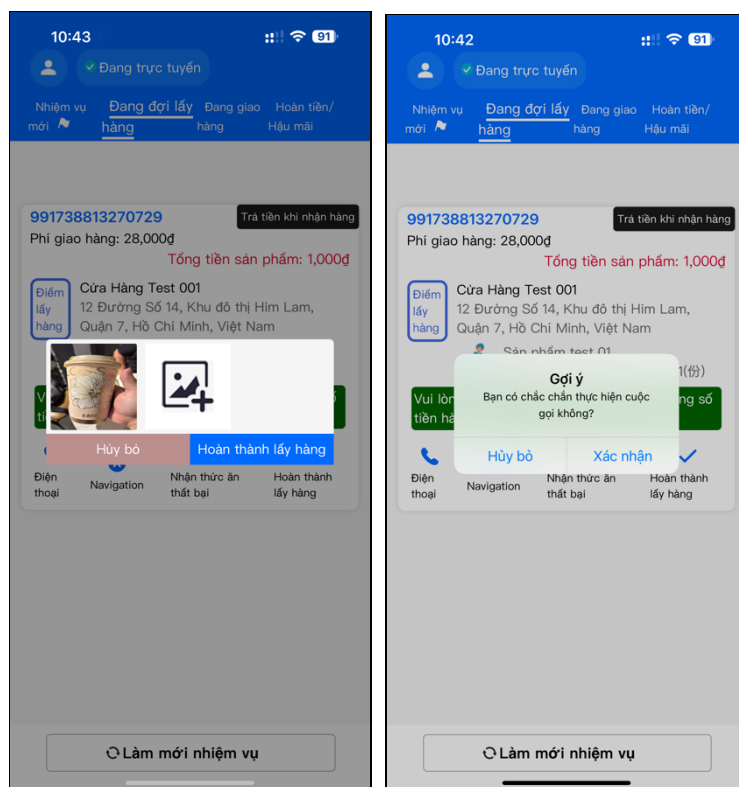 10:43
91
Đang trực tuyến
Nhiệm vụ
mới
Đang đợi lấy
hàng
Đang giao
hàng
Hoàn tiền/
Hậu mãi
991738813270729
Trả tiền khi nhận hàng
Phí giao hàng: 28,000₫
Tổng tiền sản phẩm: 1,000₫
Điểm
lấy
hàng
Cửa Hàng Test 001
12 Đường Số 14, Khu đô thị Him Lam,
Quận 7, Hồ Chí Minh, Việt Nam
Hủy bỏ
Hoàn thành lấy hàng
Điện
thoại
Navigation
Nhận thức ăn
thất bại
Hoàn thành
lấy hàng
Làm mới nhiệm vụ
10:42
91
Đang trực tuyến
Nhiệm vụ
mới
Đang đợi lấy
hàng
Đang giao
hàng
Hoàn tiền/
Hậu mãi
991738813270729
Trả tiền khi nhận hàng
Phí giao hàng: 28,000₫
Tổng tiền sản phẩm: 1,000₫
Điểm
lấy
hàng
Cửa Hàng Test 001
12 Đường Số 14, Khu đô thị Him Lam,
Quận 7, Hồ Chí Minh, Việt Nam
Sản phẩm test 01
1(份)
Gợi ý
Bạn có chắc chắn thực hiện cuộc
gọi không?
Vui lòn
tiền hà
ng số
Hủy bỏ
Xác nhận
Điện
thoại
Navigation
Nhận thức ăn
thất bại
Hoàn thành
lấy hàng
Làm mới nhiệm vụ